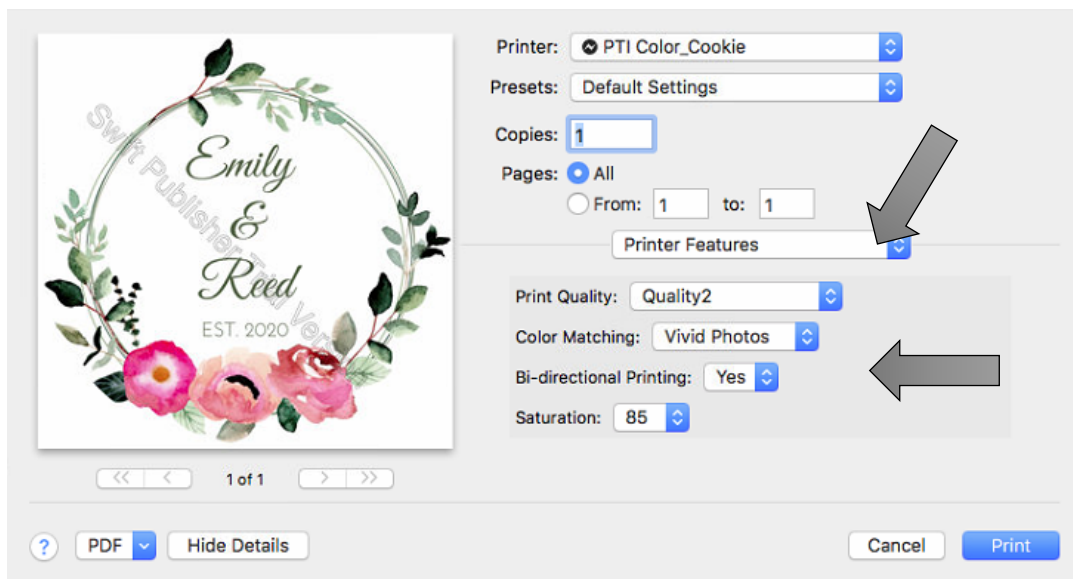 Printer: PTI Color_Cookie
Presets: Default Settings
Copies: 1
Pages: All
From: 1 to: 1
Printer Features
Print Quality: Quality2
Color Matching: Vivid Photos
Bi-directional Printing: Yes
Saturation: 85
Emily
&
Reed
EST. 2020
Swift Publisher Trial Ver
<< < 1 of 1 > >>
? PDF Hide Details Cancel Print